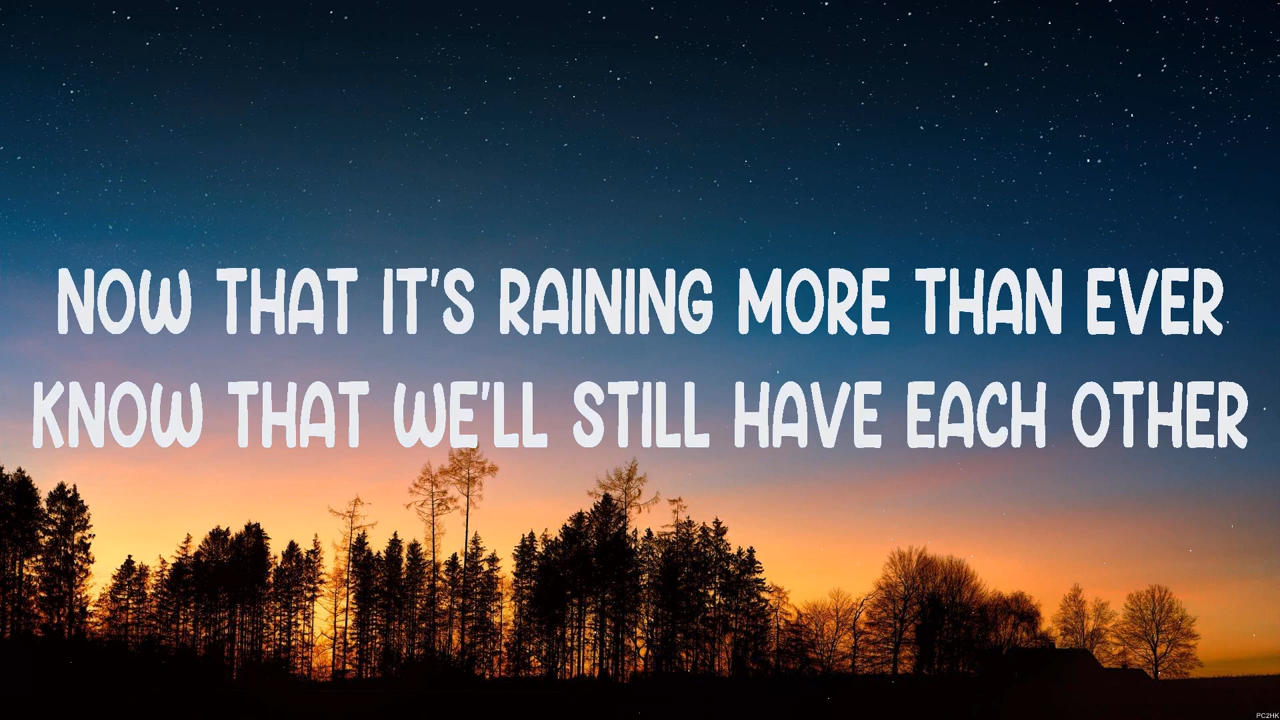 NOW THAT IT'S RAINING MORE THAN EVER
KNOW THAT WE'LL STILL HAVE EACH OTHER
PC2HK